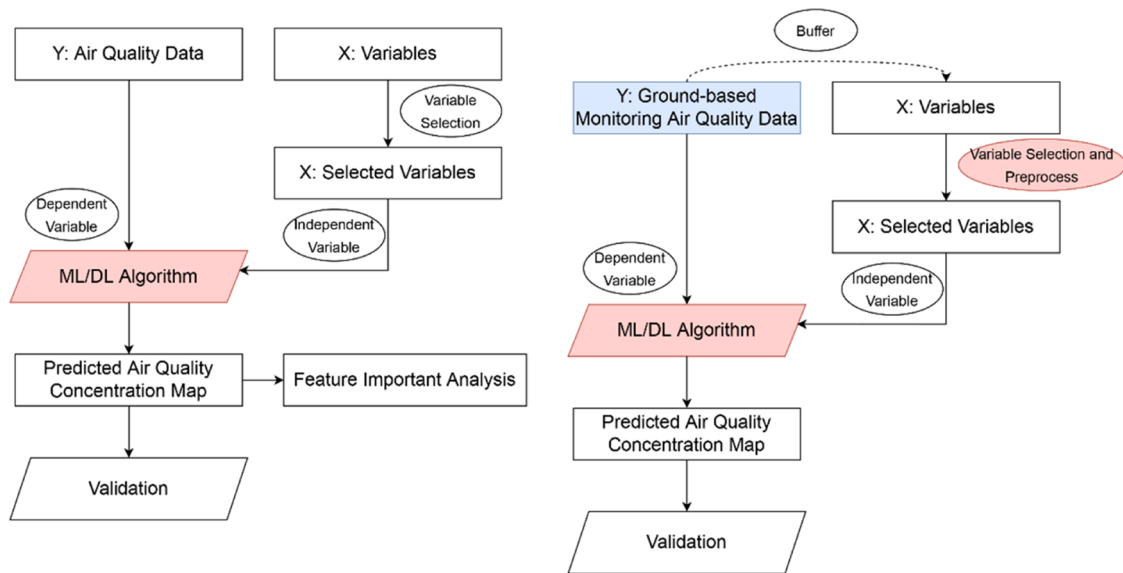 Y: Air Quality Data
X: Variables
Variable
Selection
X: Selected Variables
Dependent
Variable
Independent
Variable
ML/DL Algorithm
Predicted Air Quality
Concentration Map
Feature Important Analysis
Validation
Buffer
Y: Ground-based
Monitoring Air Quality Data
X: Variables
Variable Selection and
Preprocess
X: Selected Variables
Dependent
Variable
Independent
Variable
ML/DL Algorithm
Predicted Air Quality
Concentration Map
Validation